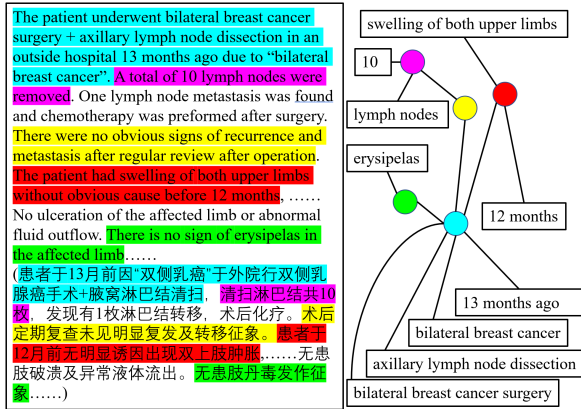 The patient underwent bilateral breast cancer
surgery + axillary lymph node dissection in an
outside hospital 13 months ago due to “bilateral
breast cancer”. A total of 10 lymph nodes were
removed. One lymph node metastasis was found
and chemotherapy was preformed after surgery.
There were no obvious signs of recurrence and
metastasis after regular review after operation.
The patient had swelling of both upper limbs
without obvious cause before 12 months, ……
No ulceration of the affected limb or abnormal
fluid outflow. There is no sign of erysipelas in
the affected limb……
(患者于13月前因“双侧乳癌“于外院行双侧乳
腺癌手术+腋窝淋巴结清扫，清扫淋巴结共10
枚，发现有1枚淋巴结转移，术后化疗。术后
定期复查未见明显复发及转移征象。患者于
12月前无明显诱因出现双上肢肿胀,……无患
肢破溃及异常液体流出。无患肢丹毒发作征
象……)
swelling of both upper limbs
10
lymph nodes
erysipelas
12 months
13 months ago
bilateral breast cancer
axillary lymph node dissection
bilateral breast cancer surgery